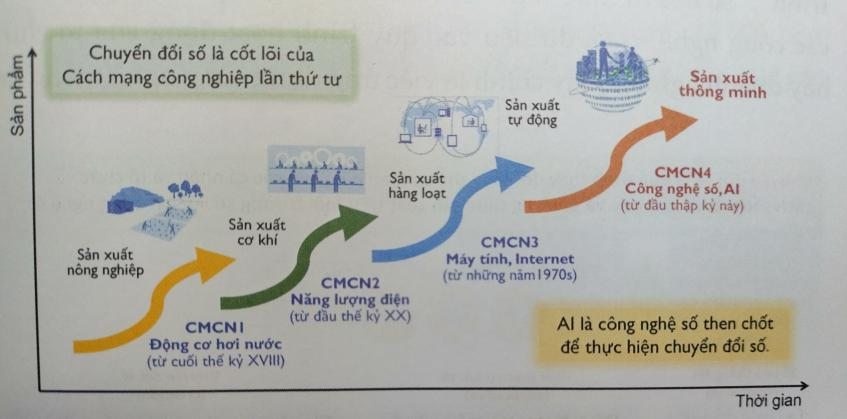 Sản phẩm
Chuyển đổi số là cốt lõi của
Cách mạng công nghiệp lần thứ tư
Sản xuất
nông nghiệp
CMCN1
Động cơ hơi nước
(từ cuối thế kỷ XVIII)
Sản xuất
cơ khí
CMCN2
Năng lượng điện
(từ đầu thế kỷ XX)
Sản xuất
hàng loạt
CMCN3
Máy tính, Internet
(từ những năm1970s)
Sản xuất
tự động
CMCN4
Công nghệ số, AI
(từ đầu thập kỷ này)
Sản xuất
thông minh
AI là công nghệ số then chốt
để thực hiện chuyển đổi số.
Thời gian